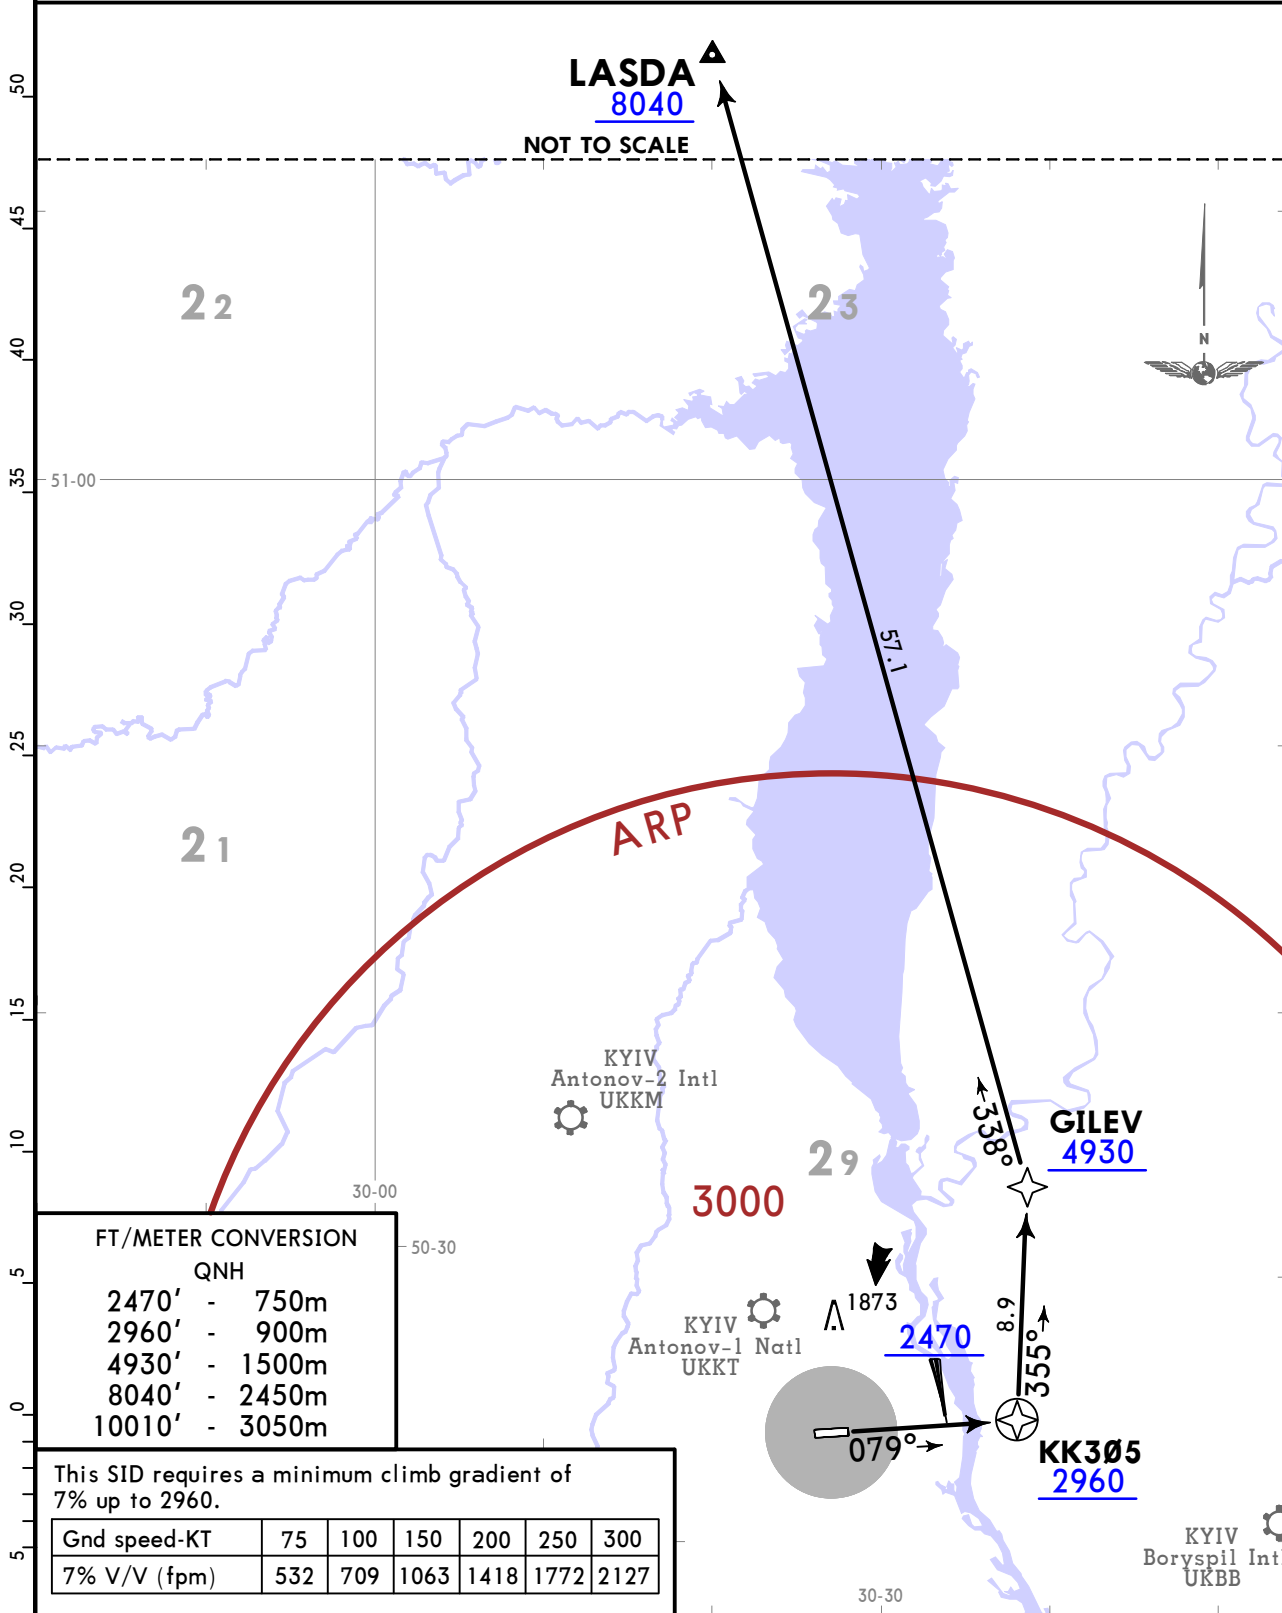 LASDA
8040
NOT TO SCALE
50
45
40
35
30
25
20
15
10
5
0
5
22
23
N
51-00
57.1
ARP
21
KYIV
Antonov-2 Intl
UKKM
338°
GILEV
4930
29
3000
30-00
50-30
FT/METER CONVERSION
QNH
2470' - 750m
2960' - 900m
4930' - 1500m
8040' - 2450m
10010' - 3050m
1873
KYIV
Antonov-1 Natl
UKKT
2470
8.9
355°
079°
KK3Ø5
2960
This SID requires a minimum climb gradient of
7% up to 2960.
Gnd speed-KT 75 100 150 200 250 300
7% V/V (fpm) 532 709 1063 1418 1772 2127
KYIV
Boryspil Intl
UKBB
30-30